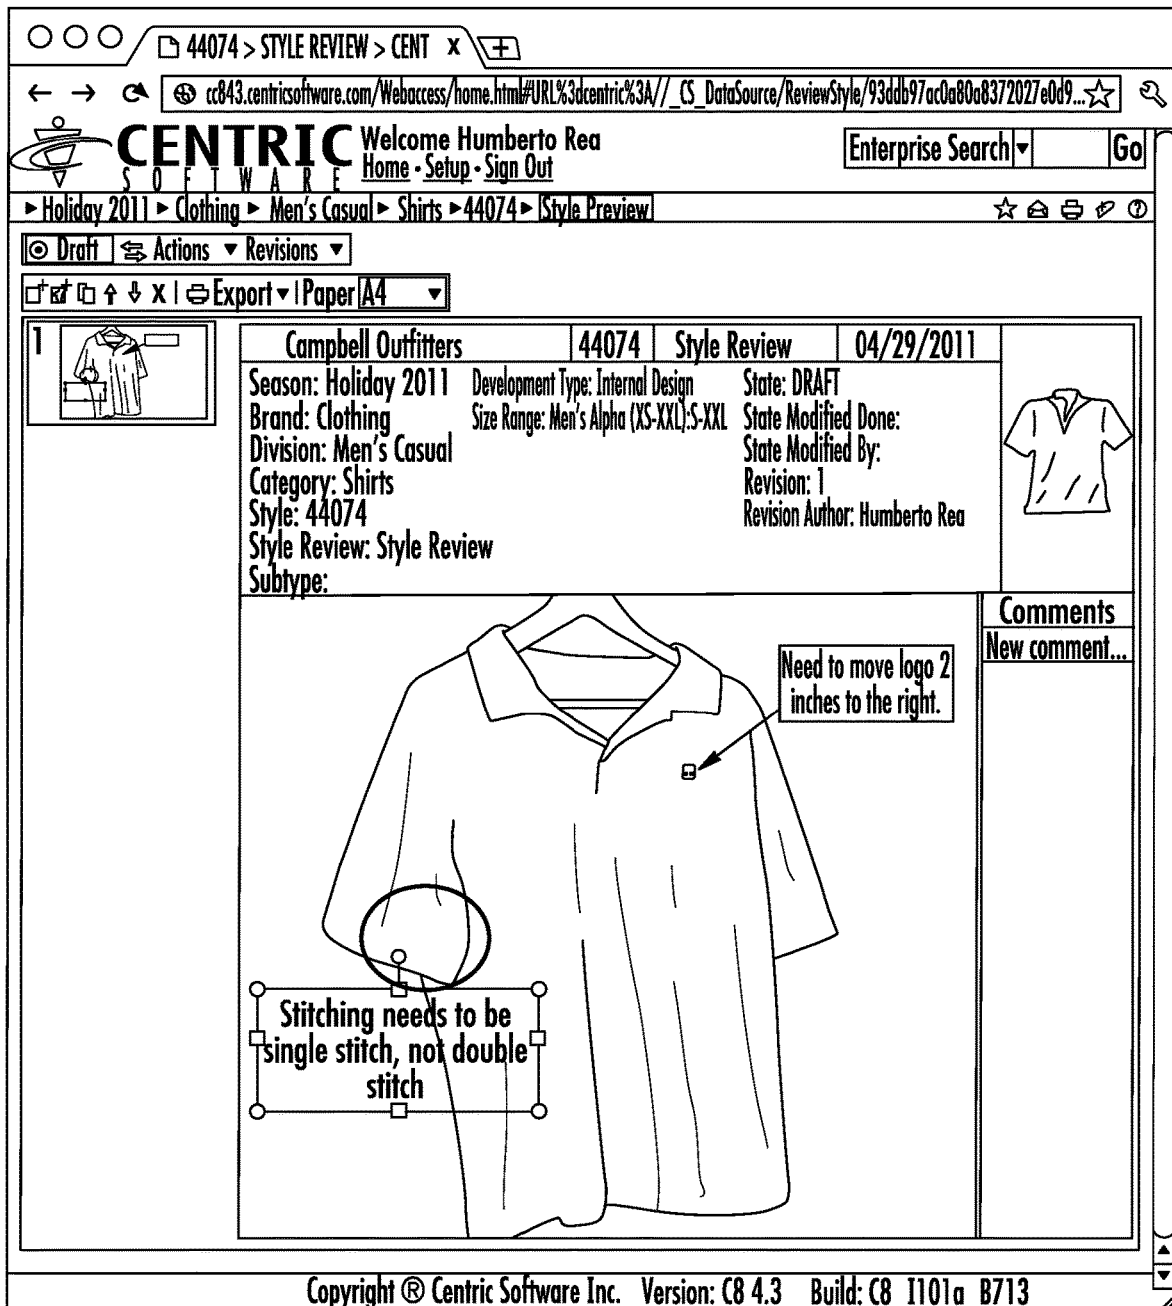 44074 > STYLE REVIEW > CENT X
cc843.centricsoftware.com/Webaccess/home.html#URL%3dcentric%3A//_CS_DataSource/ReviewStyle/93ddb97ac0a80a8372027e0d9...
CENTRIC
SOFTWARE
Welcome Humberto Rea
Home - Setup - Sign Out
Enterprise Search Go
Holiday 2011 Clothing Men's Casual Shirts 44074 Style Preview
Draft Actions Revisions
X Export Paper A4
1
Campbell Outfitters 44074 Style Review 04/29/2011
Season: Holiday 2011 Development Type: Internal Design State: DRAFT
Brand: Clothing Size Range: Men's Alpha (XS-XXL):S-XXL State Modified Done:
Division: Men's Casual State Modified By:
Category: Shirts Revision: 1
Style: 44074 Revision Author: Humberto Rea
Style Review: Style Review
Subtype:
Comments
New comment...
Need to move logo 2
inches to the right.
Stitching needs to be
single stitch, not double
stitch
Copyright ® Centric Software Inc. Version: C8 4.3 Build: C8_I101a_B713